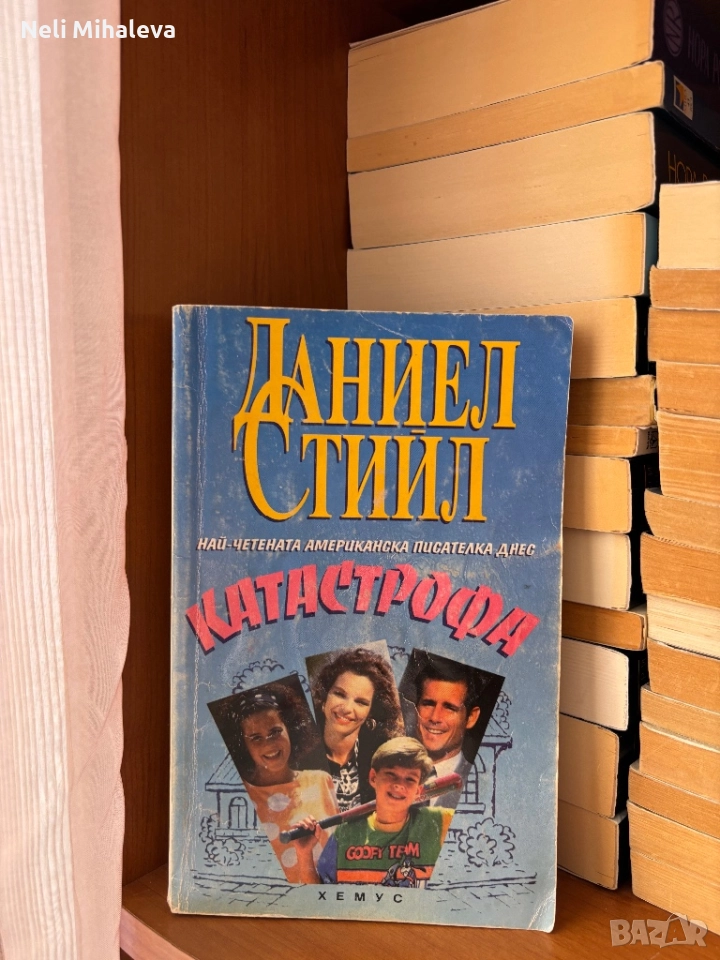 Neli Mihaleva
ДАНИЕЛ
СТИЙЛ
НАЙ-ЧЕТЕНАТА АМЕРИКАНСКА ПИСАТЕЛКА ДНЕС
КАТАСТРОФА
GOOFY TEAM
ХЕМУС
BAZAR